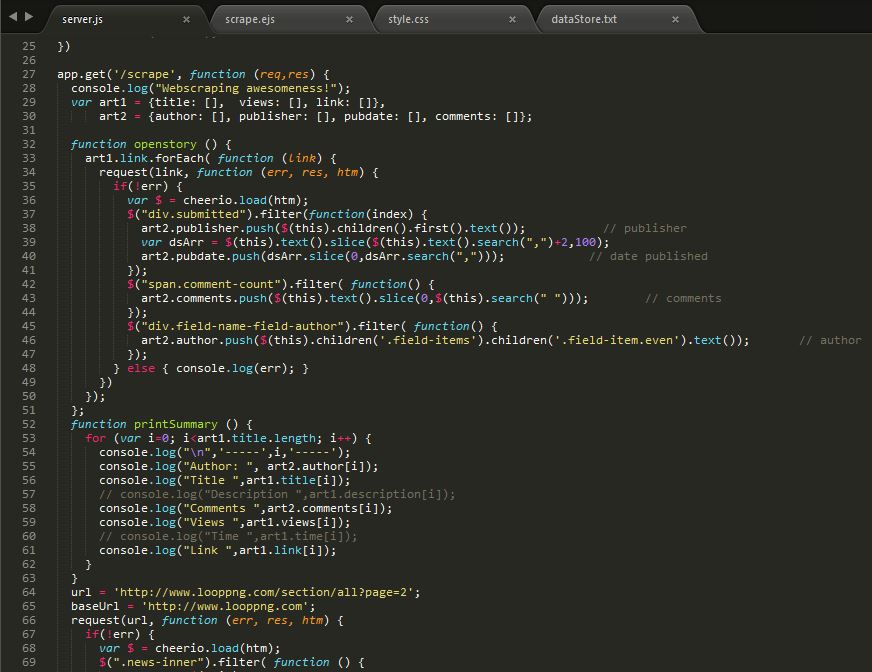 server.js × scrape.ejs × style.css × dataStore.txt ×
25 })
26
27 app.get('/scrape', function (req,res) {
28   console.log("Webscraping awesomeness!");
29   var art1 = {title: [],  views: [], link: []},
30       art2 = {author: [], publisher: [], pubdate: [], comments: []};
31
32   function openstory () {
33     art1.link.forEach( function (link) {
34       request(link, function (err, res, htm) {
35         if(!err) {
36           var $ = cheerio.load(htm);
37           $("div.submitted").filter(function(index) {
38             art2.publisher.push($(this).children().first().text());           // publisher
39             var dsArr = $(this).text().slice($(this).text().search(",")+2,100);
40             art2.pubdate.push(dsArr.slice(0,dsArr.search(",")));            // date published
41           });
42           $("span.comment-count").filter( function() {
43             art2.comments.push($(this).text().slice(0,$(this).search(" ")));        // comments
44           });
45           $("div.field-name-field-author").filter( function() {
46             art2.author.push($(this).children('.field-items').children('.field-item.even').text());       // author
47           });
48         } else { console.log(err); }
49       })
50     });
51   };
52   function printSummary () {
53     for (var i=0; i<art1.title.length; i++) {
54       console.log("\n",'-----',i,'-----');
55       console.log("Author: ", art2.author[i]);
56       console.log("Title ",art1.title[i]);
57       // console.log("Description ",art1.description[i]);
58       console.log("Comments ",art2.comments[i]);
59       console.log("Views ",art1.views[i]);
60       // console.log("Time ",art1.time[i]);
61       console.log("Link ",art1.link[i]);
62     }
63   }
64   url = 'http://www.looppng.com/section/all?page=2';
65   baseUrl = 'http://www.looppng.com';
66   request(url, function (err, res, htm) {
67     if(!err) {
68       var $ = cheerio.load(htm);
69       $(".news-inner").filter( function () {